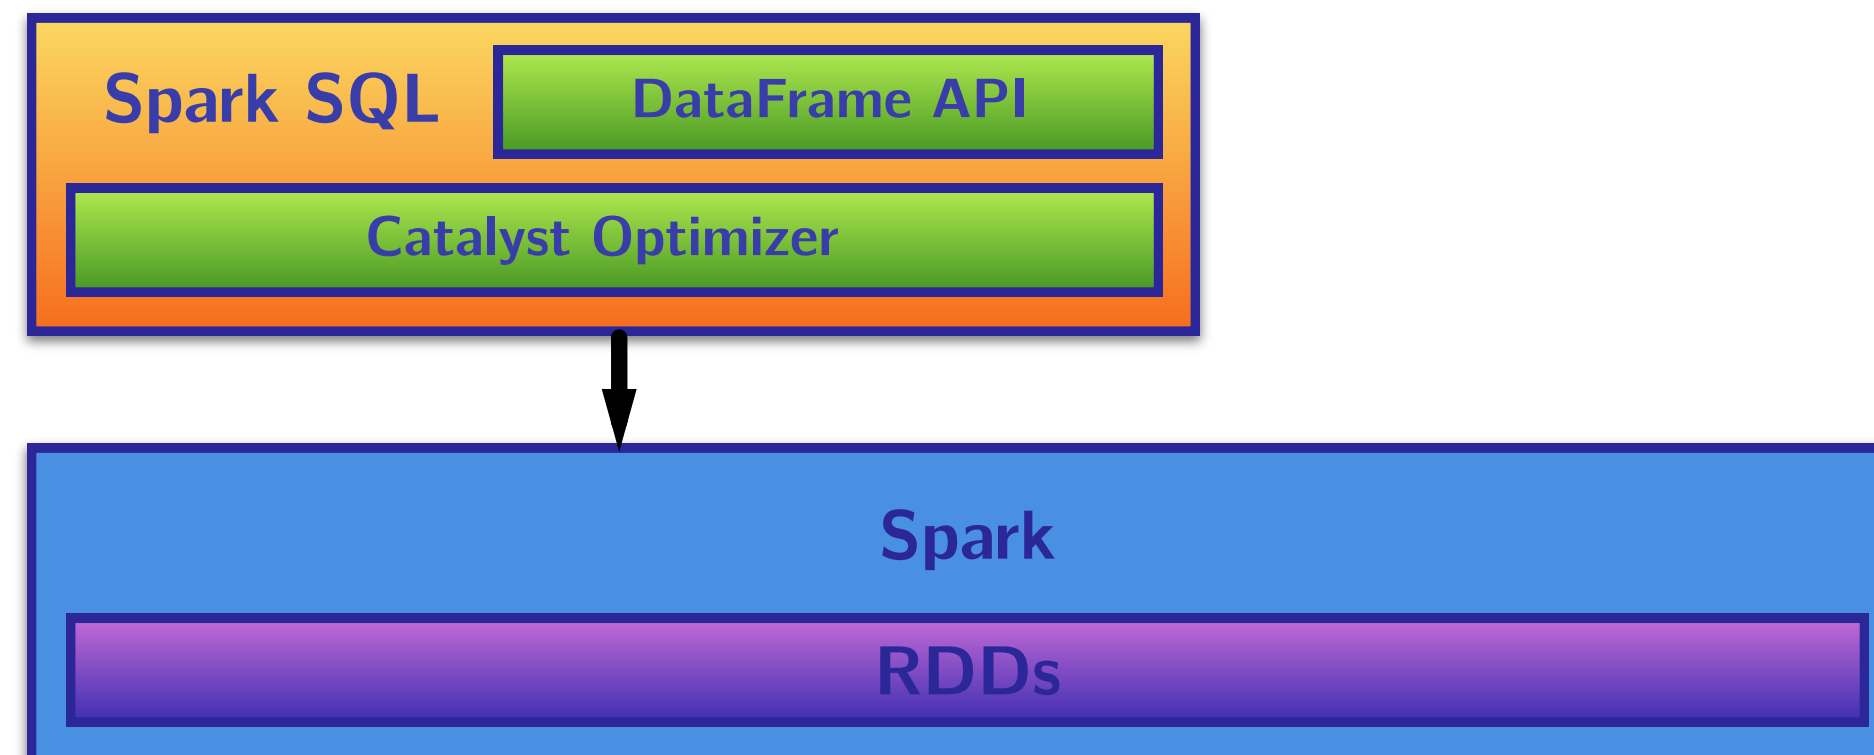 Spark SQL
DataFrame API
Catalyst Optimizer
Spark
RDDs